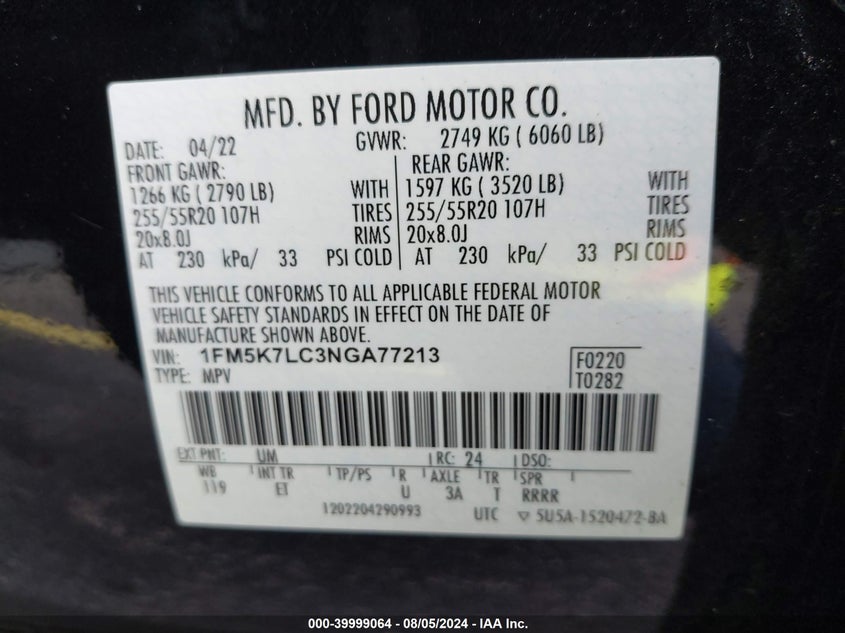 MFD. BY FORD MOTOR CO.
DATE: 04/22 GVWR: 2749 KG ( 6060 LB)
FRONT GAWR: REAR GAWR:
1266 KG ( 2790 LB) WITH 1597 KG ( 3520 LB) WITH
255/55R20 107H TIRES 255/55R20 107H TIRES
20x8.0J RIMS 20x8.0J RIMS
AT 230 kPa/ 33 PSI COLD AT 230 kPa/ 33 PSI COLD
THIS VEHICLE CONFORMS TO ALL APPLICABLE FEDERAL MOTOR
VEHICLE SAFETY STANDARDS IN EFFECT ON THE DATE OF
MANUFACTURE SHOWN ABOVE.
VIN: 1FM5K7LC3NGA77213 F0220
TYPE: MPV T0282
EXT PNT: UM RC: 24 DSO:
WB INT TR TP/PS R AXLE TR SPR
119 ET U 3A T RRRR
1202204290993 UTC ▽ 5U5A-1520472-BA
000-39999064 - 08/05/2024 - IAA Inc.